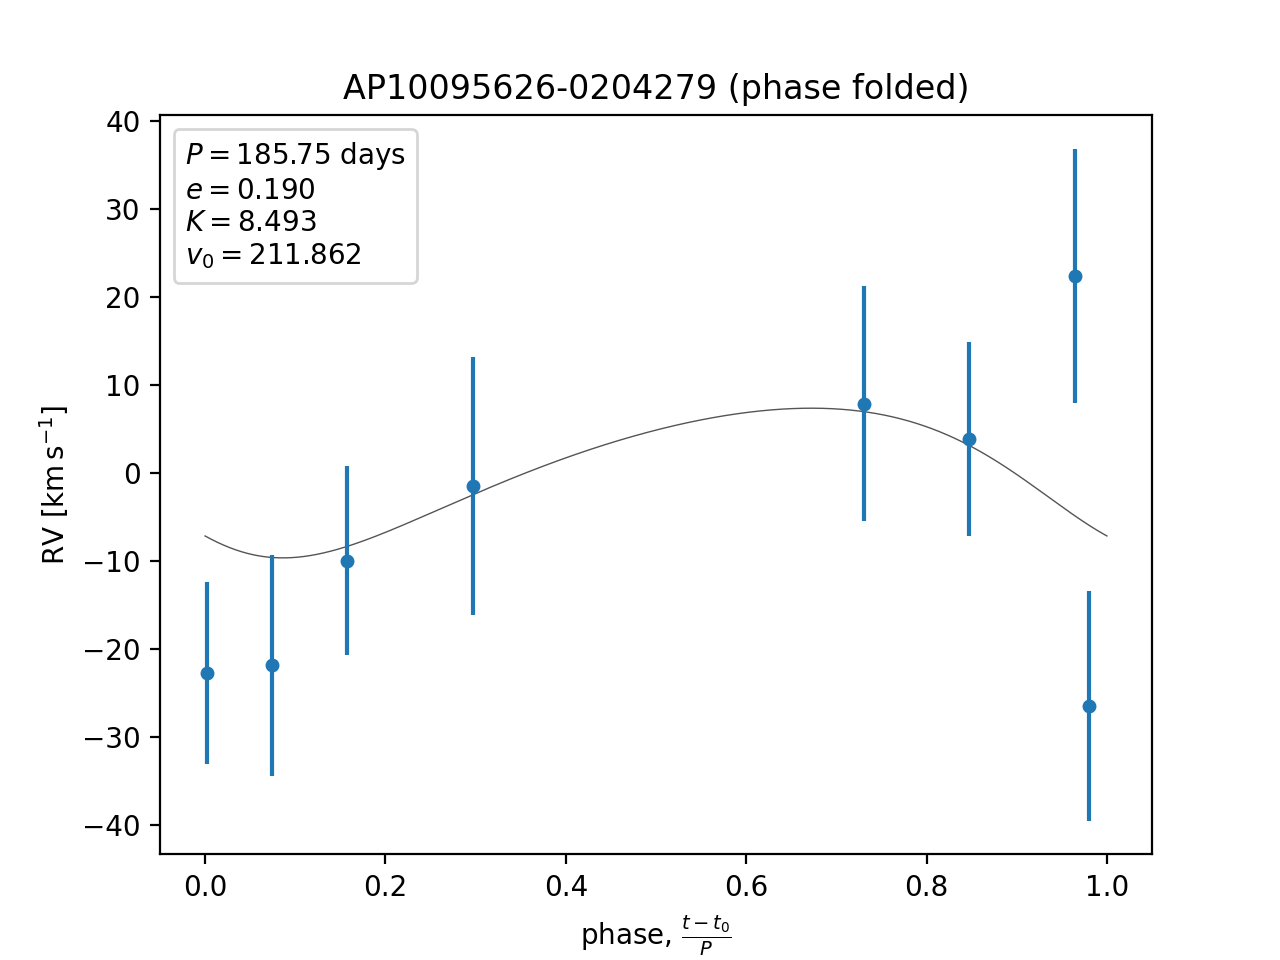 AP10095626-0204279 (phase folded)
P = 185.75 days
e = 0.190
K = 8.493
v₀ = 211.862
RV [km s⁻¹]
40
30
20
10
0
−10
−20
−30
−40
0.0 0.2 0.4 0.6 0.8 1.0
phase, (t − t₀)/P